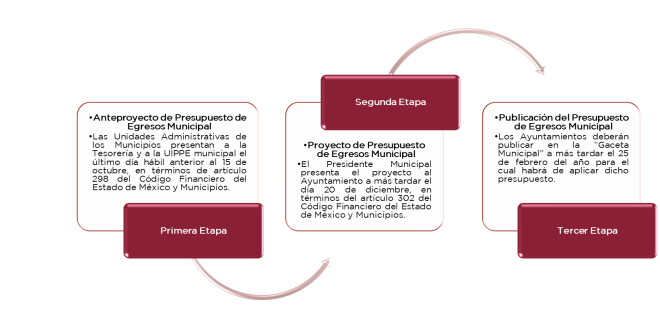 •Anteproyecto de Presupuesto de
Egresos Municipal
•Las Unidades Administrativas de
los Municipios presentan a la
Tesorería y a la UIPPE municipal el
último día hábil anterior al 15 de
octubre, en términos de artículo
298 del Código Financiero del
Estado de México y Municipios.
Primera Etapa
Segunda Etapa
•Proyecto de Presupuesto
de Egresos Municipal
•El Presidente Municipal
presenta el proyecto al
Ayuntamiento a más tardar el
día 20 de diciembre, en
términos del artículo 302 del
Código Financiero del Estado
de México y Municipios.
•Publicación del Presupuesto
de Egresos Municipal
•Los Ayuntamientos deberán
publicar en la "Gaceta
Municipal" a más tardar el 25
de febrero del año para el
cual habrá de aplicar dicho
presupuesto.
Tercer Etapa